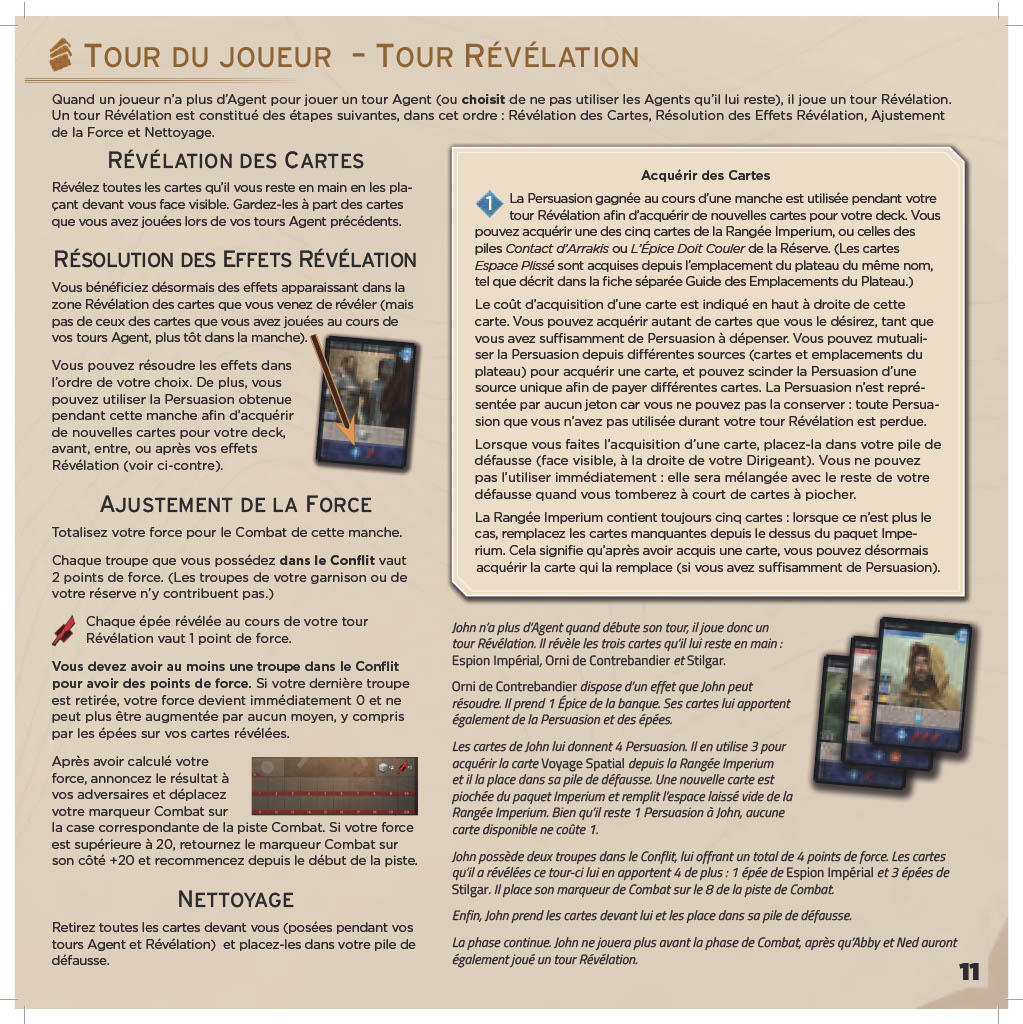 TOUR DU JOUEUR – TOUR RÉVÉLATION
Quand un joueur n'a plus d'Agent pour jouer un tour Agent (ou choisit de ne pas utiliser les Agents qu'il lui reste), il joue un tour Révélation.
Un tour Révélation est constitué des étapes suivantes, dans cet ordre : Révélation des Cartes, Résolution des Effets Révélation, Ajustement
de la Force et Nettoyage.
RÉVÉLATION DES CARTES
Révélez toutes les cartes qu'il vous reste en main en les pla-
çant devant vous face visible. Gardez-les à part des cartes
que vous avez jouées lors de vos tours Agent précédents.
RÉSOLUTION DES EFFETS RÉVÉLATION
Vous bénéficiez désormais des effets apparaissant dans la
zone Révélation des cartes que vous venez de révéler (mais
pas de ceux des cartes que vous avez jouées au cours de
vos tours Agent, plus tôt dans la manche).
Vous pouvez résoudre les effets dans
l'ordre de votre choix. De plus, vous
pouvez utiliser la Persuasion obtenue
pendant cette manche afin d'acquérir
de nouvelles cartes pour votre deck,
avant, entre, ou après vos effets
Révélation (voir ci-contre).
AJUSTEMENT DE LA FORCE
Totalisez votre force pour le Combat de cette manche.
Chaque troupe que vous possédez dans le Conflit vaut
2 points de force. (Les troupes de votre garnison ou de
votre réserve n'y contribuent pas.)
Chaque épée révélée au cours de votre tour
Révélation vaut 1 point de force.
Vous devez avoir au moins une troupe dans le Conflit
pour avoir des points de force. Si votre dernière troupe
est retirée, votre force devient immédiatement 0 et ne
peut plus être augmentée par aucun moyen, y compris
par les épées sur vos cartes révélées.
Après avoir calculé votre
force, annoncez le résultat à
vos adversaires et déplacez
votre marqueur Combat sur
la case correspondante de la piste Combat. Si votre force
est supérieure à 20, retournez le marqueur Combat sur
son côté +20 et recommencez depuis le début de la piste.
NETTOYAGE
Retirez toutes les cartes devant vous (posées pendant vos
tours Agent et Révélation) et placez-les dans votre pile de
défausse.
Acquérir des Cartes
1 La Persuasion gagnée au cours d'une manche est utilisée pendant votre
tour Révélation afin d'acquérir de nouvelles cartes pour votre deck. Vous
pouvez acquérir une des cinq cartes de la Rangée Imperium, ou celles des
piles Contact d'Arrakis ou L'Épice Doit Couler de la Réserve. (Les cartes
Espace Plissé sont acquises depuis l'emplacement du plateau du même nom,
tel que décrit dans la fiche séparée Guide des Emplacements du Plateau.)
Le coût d'acquisition d'une carte est indiqué en haut à droite de cette
carte. Vous pouvez acquérir autant de cartes que vous le désirez, tant que
vous avez suffisamment de Persuasion à dépenser. Vous pouvez mutuali-
ser la Persuasion depuis différentes sources (cartes et emplacements du
plateau) pour acquérir une carte, et pouvez scinder la Persuasion d'une
source unique afin de payer différentes cartes. La Persuasion n'est repré-
sentée par aucun jeton car vous ne pouvez pas la conserver : toute Persua-
sion que vous n'avez pas utilisée durant votre tour Révélation est perdue.
Lorsque vous faites l'acquisition d'une carte, placez-la dans votre pile de
défausse (face visible, à la droite de votre Dirigeant). Vous ne pouvez
pas l'utiliser immédiatement : elle sera mélangée avec le reste de votre
défausse quand vous tomberez à court de cartes à piocher.
La Rangée Imperium contient toujours cinq cartes : lorsque ce n'est plus le
cas, remplacez les cartes manquantes depuis le dessus du paquet Impe-
rium. Cela signifie qu'après avoir acquis une carte, vous pouvez désormais
acquérir la carte qui la remplace (si vous avez suffisamment de Persuasion).
John n'a plus d'Agent quand débute son tour, il joue donc un
tour Révélation. Il révèle les trois cartes qu'il lui reste en main :
Espion Impérial, Orni de Contrebandier et Stilgar.
Orni de Contrebandier dispose d'un effet que John peut
résoudre. Il prend 1 Épice de la banque. Ses cartes lui apportent
également de la Persuasion et des épées.
Les cartes de John lui donnent 4 Persuasion. Il en utilise 3 pour
acquérir la carte Voyage Spatial depuis la Rangée Imperium
et il la place dans sa pile de défausse. Une nouvelle carte est
piochée du paquet Imperium et remplit l'espace laissé vide de la
Rangée Imperium. Bien qu'il reste 1 Persuasion à John, aucune
carte disponible ne coûte 1.
John possède deux troupes dans le Conflit, lui offrant un total de 4 points de force. Les cartes
qu'il a révélées ce tour-ci lui en apportent 4 de plus : 1 épée de Espion Impérial et 3 épées de
Stilgar. Il place son marqueur de Combat sur le 8 de la piste de Combat.
Enfin, John prend les cartes devant lui et les place dans sa pile de défausse.
La phase continue. John ne jouera plus avant la phase de Combat, après qu'Abby et Ned auront
également joué un tour Révélation.
11